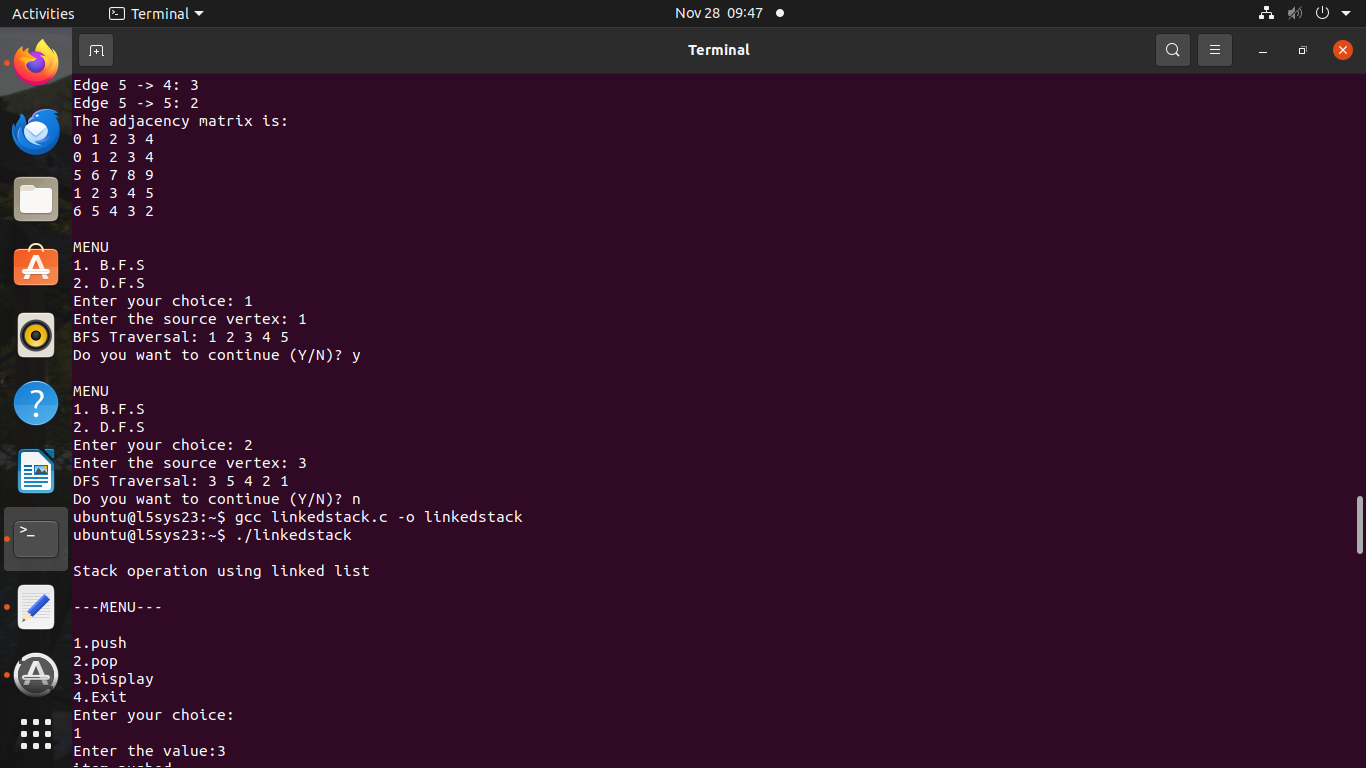 Activities
Terminal
Nov 28 09:47
Terminal
Edge 5 -> 4: 3
Edge 5 -> 5: 2
The adjacency matrix is:
0 1 2 3 4
0 1 2 3 4
5 6 7 8 9
1 2 3 4 5
6 5 4 3 2
MENU
1. B.F.S
2. D.F.S
Enter your choice: 1
Enter the source vertex: 1
BFS Traversal: 1 2 3 4 5
Do you want to continue (Y/N)? y
MENU
1. B.F.S
2. D.F.S
Enter your choice: 2
Enter the source vertex: 3
DFS Traversal: 3 5 4 2 1
Do you want to continue (Y/N)? n
ubuntu@l5sys23:~$ gcc linkedstack.c -o linkedstack
ubuntu@l5sys23:~$ ./linkedstack
Stack operation using linked list
---MENU---
1.push
2.pop
3.Display
4.Exit
Enter your choice:
1
Enter the value:3
item pushed